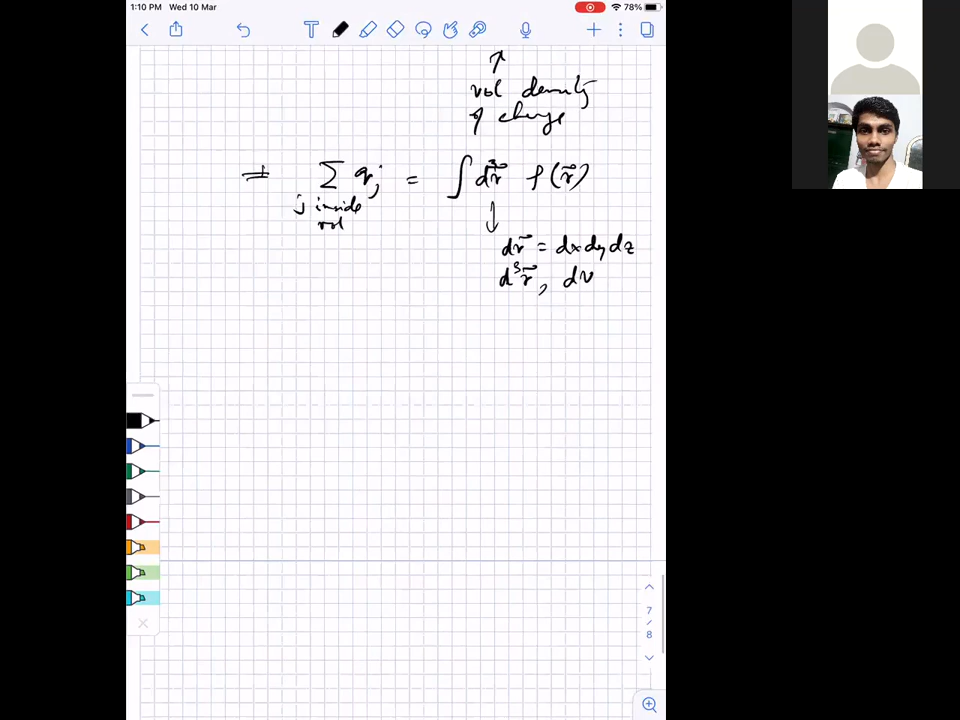 1:10 PM Wed 10 Mar
78%
T
↑
vol density
of charge
⇒ ∑ q_j = ∫ d³r⃗ ρ(r⃗)
j inside
vol
↕
dr⃗ = dx dy dz
d³r⃗, dv
7
/
8